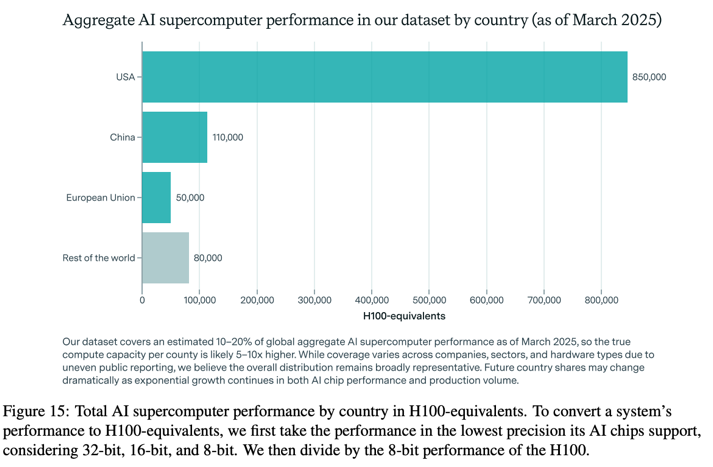 Aggregate AI supercomputer performance in our dataset by country (as of March 2025)
USA
850,000
China
110,000
European Union
50,000
Rest of the world
80,000
0 100,000 200,000 300,000 400,000 500,000 600,000 700,000 800,000
H100-equivalents
Our dataset covers an estimated 10–20% of global aggregate AI supercomputer performance as of March 2025, so the true
compute capacity per county is likely 5–10x higher. While coverage varies across companies, sectors, and hardware types due to
uneven public reporting, we believe the overall distribution remains broadly representative. Future country shares may change
dramatically as exponential growth continues in both AI chip performance and production volume.
Figure 15: Total AI supercomputer performance by country in H100-equivalents. To convert a system's
performance to H100-equivalents, we first take the performance in the lowest precision its AI chips support,
considering 32-bit, 16-bit, and 8-bit. We then divide by the 8-bit performance of the H100.